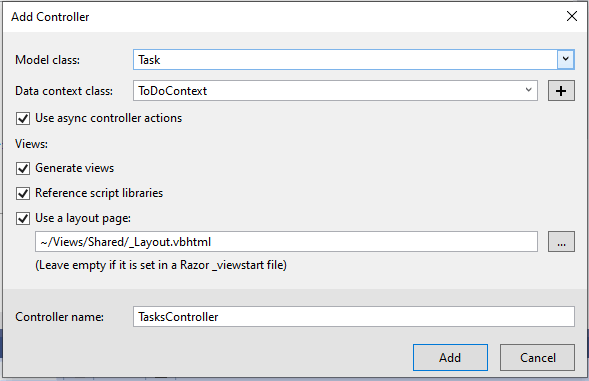 Add Controller
Model class: Task
Data context class: ToDoContext +
Use async controller actions
Views:
Generate views
Reference script libraries
Use a layout page:
~/Views/Shared/_Layout.vbhtml ...
(Leave empty if it is set in a Razor _viewstart file)
Controller name: TasksController
Add Cancel